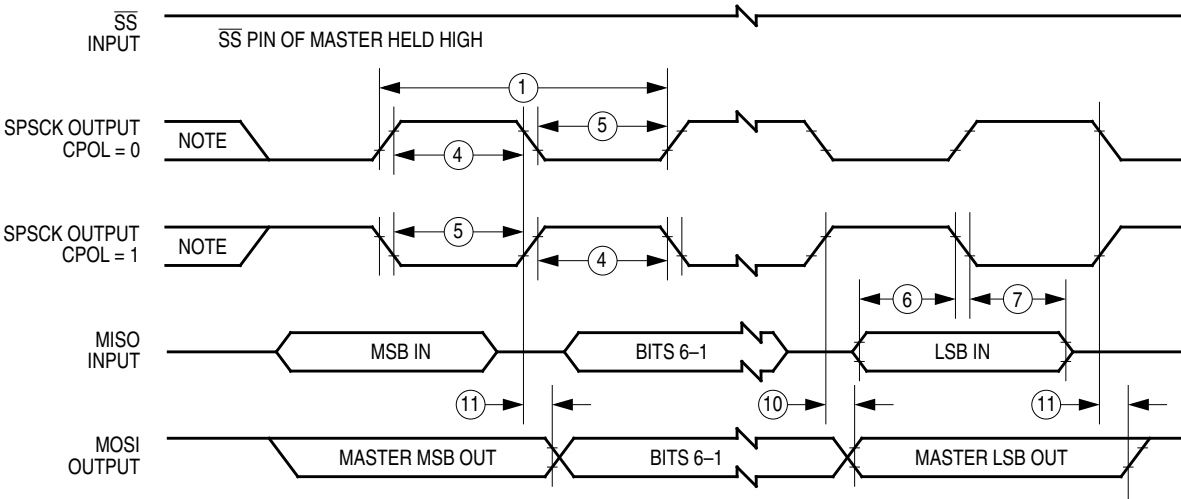 SS
INPUT
SS PIN OF MASTER HELD HIGH
1
SPSCK OUTPUT
CPOL = 0
NOTE
5
4
SPSCK OUTPUT
CPOL = 1
NOTE
5
4
6
7
MISO
INPUT
MSB IN
BITS 6–1
LSB IN
11
10
11
MOSI
OUTPUT
MASTER MSB OUT
BITS 6–1
MASTER LSB OUT